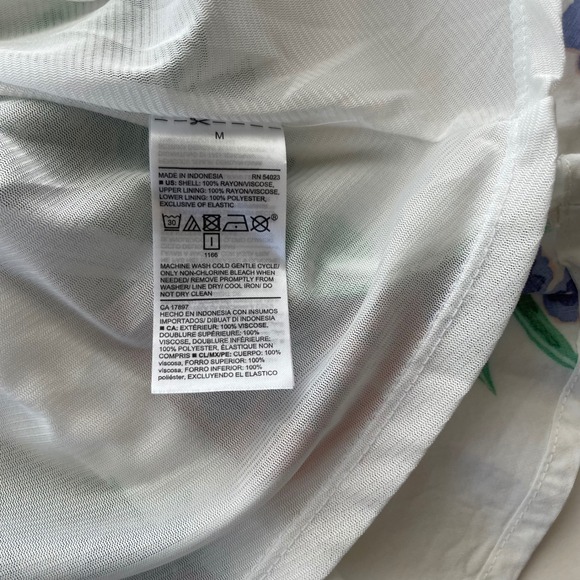 M
MADE IN INDONESIA RN 54023
■ US: SHELL: 100% RAYON/VISCOSE,
UPPER LINING: 100% RAYON/VISCOSE,
LOWER LINING: 100% POLYESTER,
EXCLUSIVE OF ELASTIC
30
®
1166
MACHINE WASH COLD GENTLE CYCLE/
ONLY NON-CHLORINE BLEACH WHEN
NEEDED/ REMOVE PROMPTLY FROM
WASHER/ LINE DRY/ COOL IRON/ DO
NOT DRY CLEAN
CA 17897
HECHO EN INDONESIA CON INSUMOS
IMPORTADOS/ DIBUAT DI INDONESIA
■ CA: EXTÉRIEUR: 100% VISCOSE,
DOUBLURE SUPÉRIEUR: 100%
VISCOSE, DOUBLURE INFÉRIEUR:
100% POLYESTER, ÉLASTIQUE NON
COMPRIS ■ CL/MX/PE: CUERPO: 100%
viscosa, FORRO SUPERIOR: 100%
viscosa, FORRO INFERIOR: 100%
poliéster, EXCLUYENDO EL ELASTICO